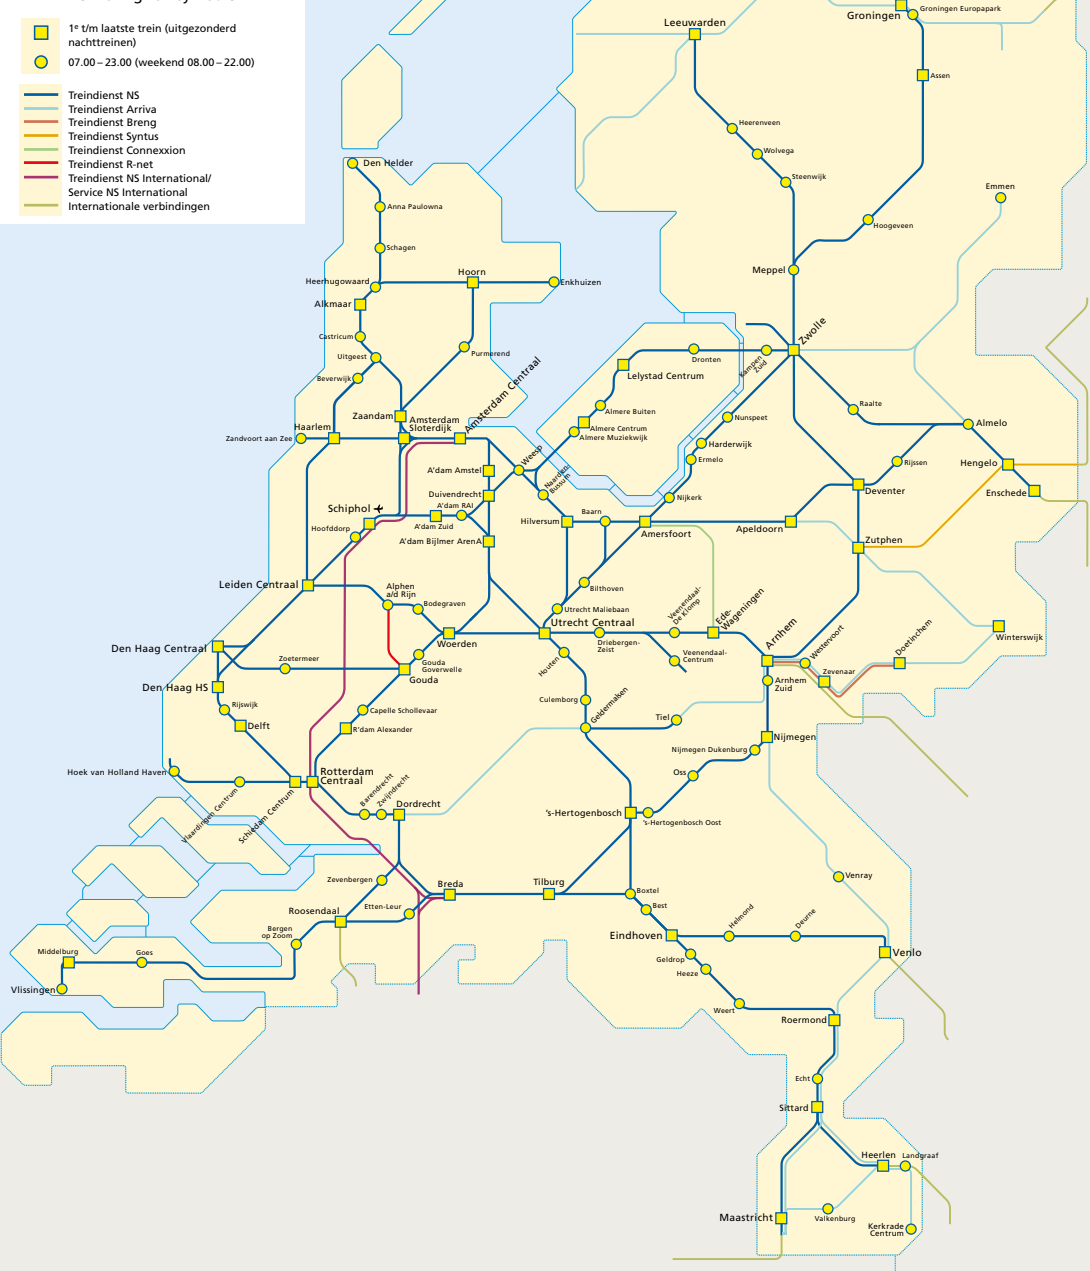 1e t/m laatste trein (uitgezonderd
nachttreinen)
07.00 – 23.00 (weekend 08.00 – 22.00)
Treindienst NS
Treindienst Arriva
Treindienst Breng
Treindienst Syntus
Treindienst Connexxion
Treindienst R-net
Treindienst NS International/
Service NS International
Internationale verbindingen
Leeuwarden
Groningen
Groningen Europapark
Assen
Heerenveen
Wolvega
Steenwijk
Emmen
Hoogeveen
Meppel
Den Helder
Anna Paulowna
Schagen
Heerhugowaard
Hoorn
Enkhuizen
Alkmaar
Castricum
Uitgeest
Purmerend
Beverwijk
Zaandam
Amsterdam
Sloterdijk
Amsterdam Centraal
Haarlem
Zandvoort aan Zee
Zwolle
Kampen
Zuid
Dronten
Lelystad Centrum
Almere Buiten
Almere Centrum
Almere Muziekwijk
Nunspeet
Harderwijk
Ermelo
Nijkerk
Raalte
Almelo
Rijssen
Hengelo
Enschede
Deventer
Weesp
Naarden-
Bussum
A'dam Amstel
Duivendrecht
A'dam RAI
A'dam Zuid
A'dam Bijlmer ArenA
Schiphol
Hoofddorp
Hilversum
Baarn
Amersfoort
Apeldoorn
Zutphen
Leiden Centraal
Alphen
a/d Rijn
Bodegraven
Bilthoven
Utrecht Maliebaan
Utrecht Centraal
Woerden
Driebergen-
Zeist
Veenendaal-
De Klomp
Ede-
Wageningen
Veenendaal-
Centrum
Arnhem
Westervoort
Doetinchem
Winterswijk
Zevenaar
Arnhem
Zuid
Den Haag Centraal
Zoetermeer
Gouda
Goverwelle
Gouda
Houten
Den Haag HS
Rijswijk
Delft
Capelle Schollevaar
R'dam Alexander
Culemborg
Geldermalsen
Tiel
Nijmegen
Nijmegen Dukenburg
Oss
Hoek van Holland Haven
Vlaardingen Centrum
Schiedam Centrum
Rotterdam
Centraal
Barendrecht
Zwijndrecht
Dordrecht
's-Hertogenbosch
's-Hertogenbosch Oost
Zevenbergen
Breda
Tilburg
Boxtel
Best
Venray
Etten-Leur
Roosendaal
Bergen
op Zoom
Eindhoven
Helmond
Deurne
Venlo
Geldrop
Heeze
Weert
Middelburg
Goes
Vlissingen
Roermond
Echt
Sittard
Heerlen
Landgraaf
Maastricht
Valkenburg
Kerkrade
Centrum